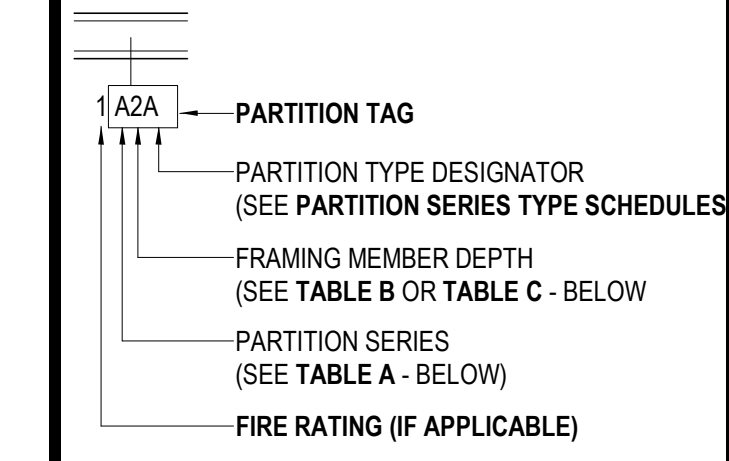 1 A2A
PARTITION TAG
PARTITION TYPE DESIGNATOR
(SEE PARTITION SERIES TYPE SCHEDULES
FRAMING MEMBER DEPTH
(SEE TABLE B OR TABLE C - BELOW
PARTITION SERIES
(SEE TABLE A - BELOW)
FIRE RATING (IF APPLICABLE)